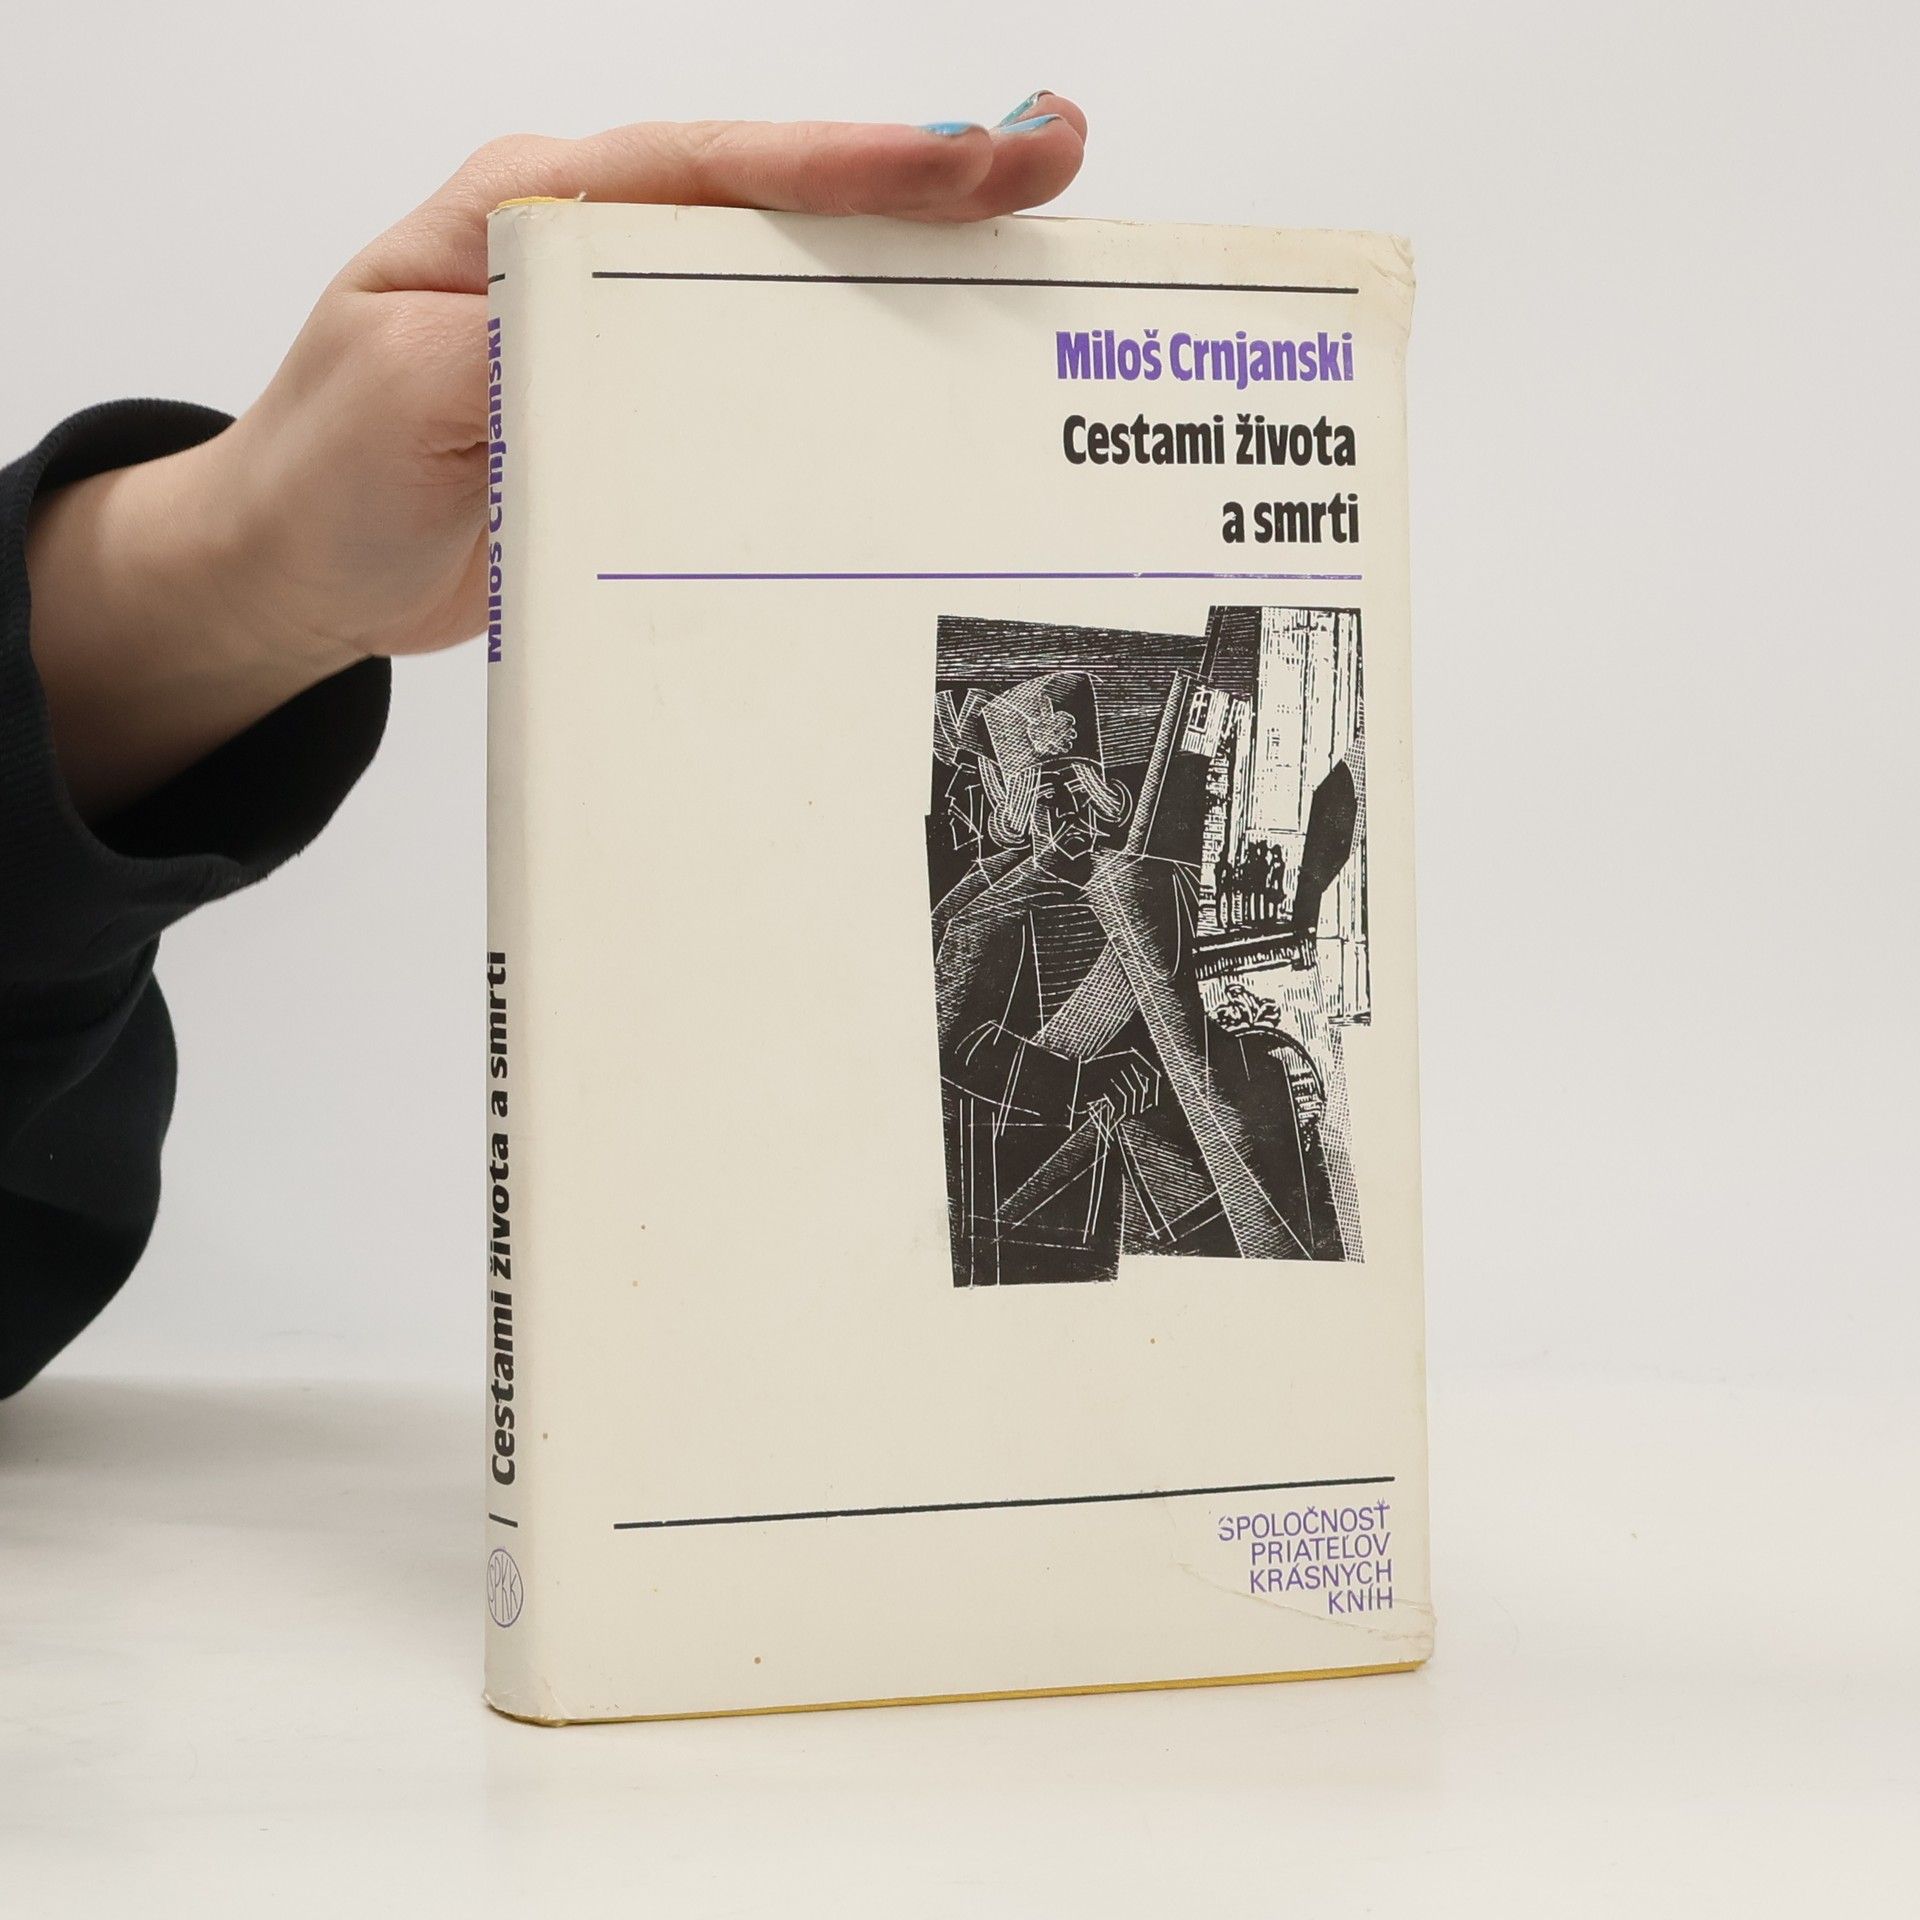 Miloš Crnjanski
Cestami života
a smrti
SPOLOČNOSŤ
PRIATEĽOV
KRÁSNYCH
KNÍH
Miloš Crnjanski
Cestami života a smrti
SPKK